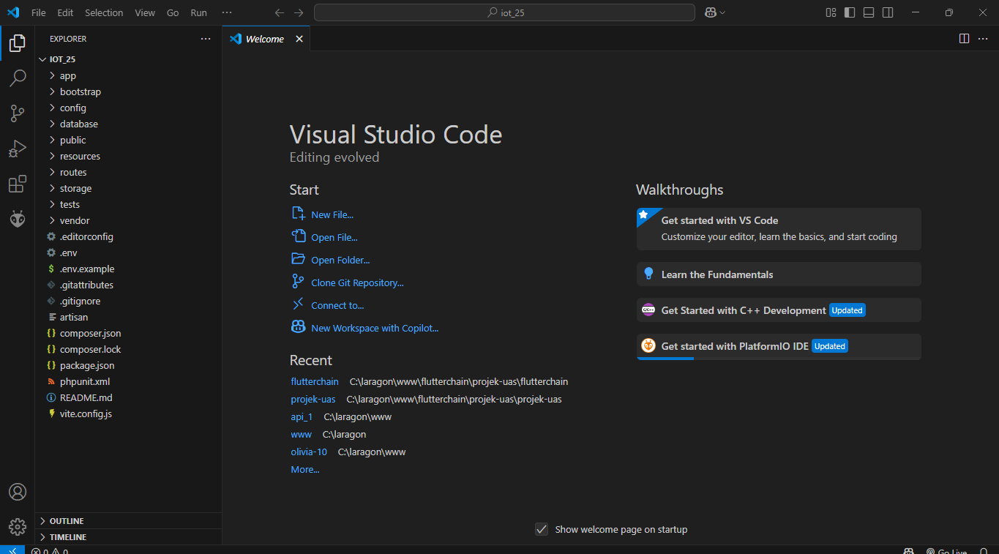 File Edit Selection View Go Run ···
iot_25
EXPLORER
Welcome
IOT_25
app
bootstrap
config
database
public
resources
routes
storage
tests
vendor
.editorconfig
.env
$ .env.example
.gitattributes
.gitignore
artisan
{} composer.json
{} composer.lock
{} package.json
phpunit.xml
README.md
vite.config.js
OUTLINE
TIMELINE
Visual Studio Code
Editing evolved
Start
New File...
Open File...
Open Folder...
Clone Git Repository...
Connect to...
New Workspace with Copilot...
Recent
flutterchain C:\laragon\www\flutterchain\projek-uas\flutterchain
projek-uas C:\laragon\www\flutterchain\projek-uas\projek-uas
api_1 C:\laragon\www
www C:\laragon
olivia-10 C:\laragon\www
More...
Walkthroughs
Get started with VS Code
Customize your editor, learn the basics, and start coding
Learn the Fundamentals
C/C++ Get Started with C++ Development Updated
Get started with PlatformIO IDE Updated
Show welcome page on startup
0 0 Go Live